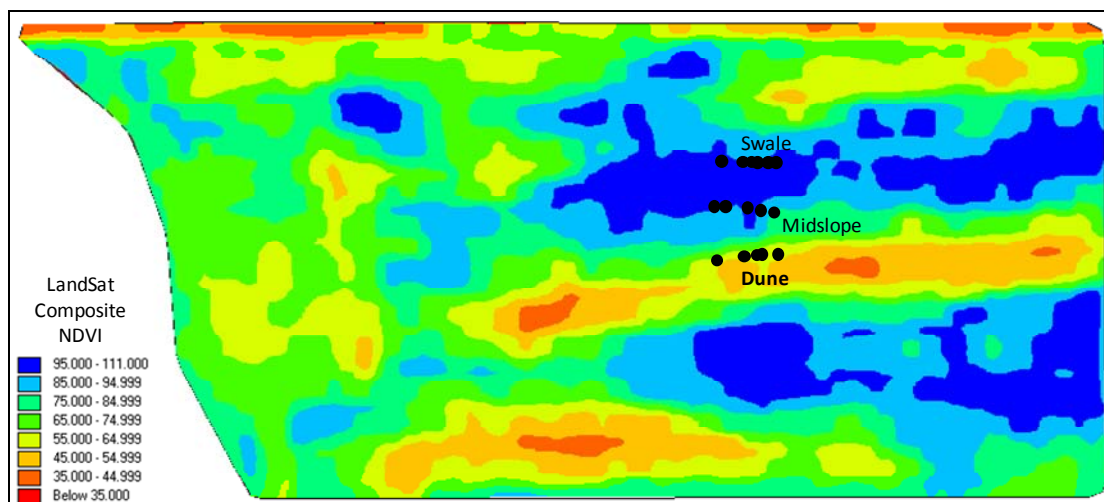 Swale
Midslope
Dune
LandSat
Composite
NDVI
95.000 - 111.000
85.000 - 94.999
75.000 - 84.999
65.000 - 74.999
55.000 - 64.999
45.000 - 54.999
35.000 - 44.999
Below 35.000